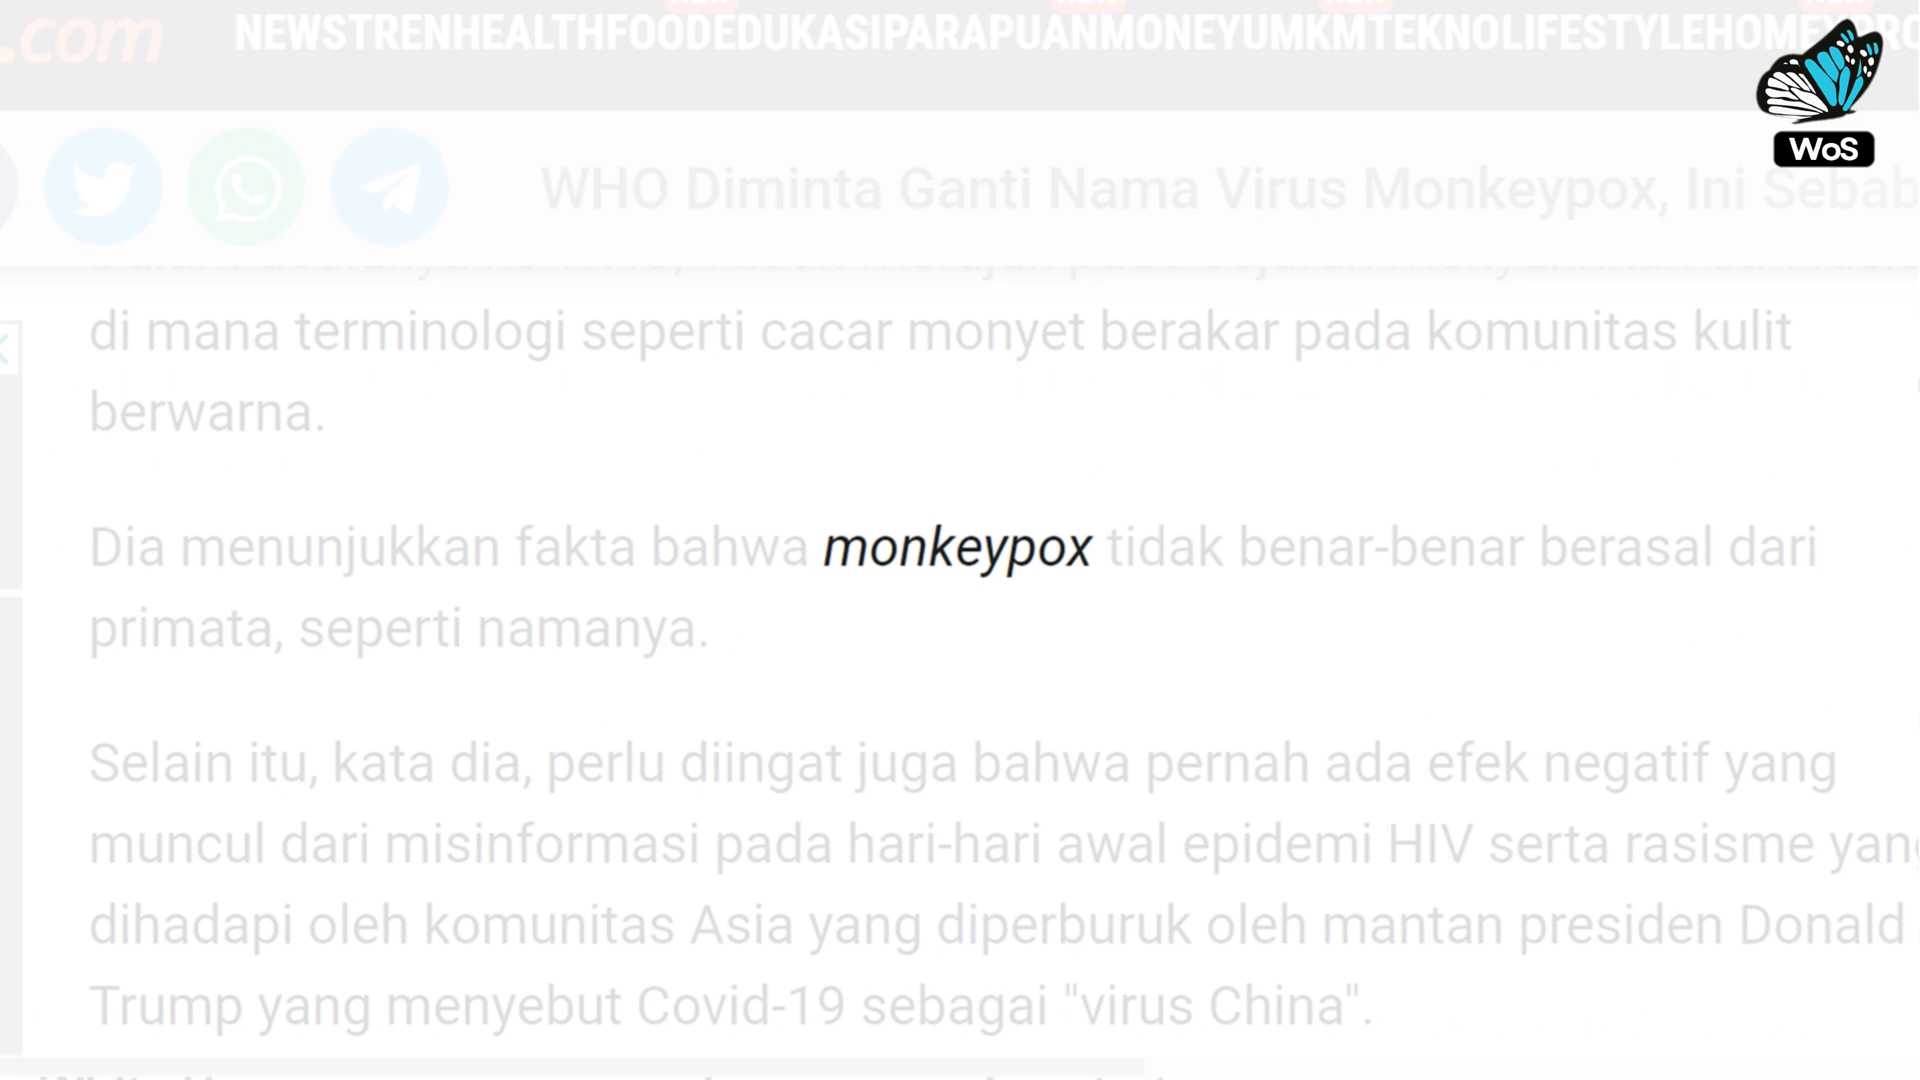 .com NEWSTRENHEALTHFOODEDUKASIPARAPUANMONEYUMKMTEKNOLIFESTYLEHOME
WoS
WHO Diminta Ganti Nama Virus Monkeypox, Ini Sebab
di mana terminologi seperti cacar monyet berakar pada komunitas kulit
berwarna.
Dia menunjukkan fakta bahwa monkeypox tidak benar-benar berasal dari
primata, seperti namanya.
Selain itu, kata dia, perlu diingat juga bahwa pernah ada efek negatif yang
muncul dari misinformasi pada hari-hari awal epidemi HIV serta rasisme yang
dihadapi oleh komunitas Asia yang diperburuk oleh mantan presiden Donald
Trump yang menyebut Covid-19 sebagai "virus China".